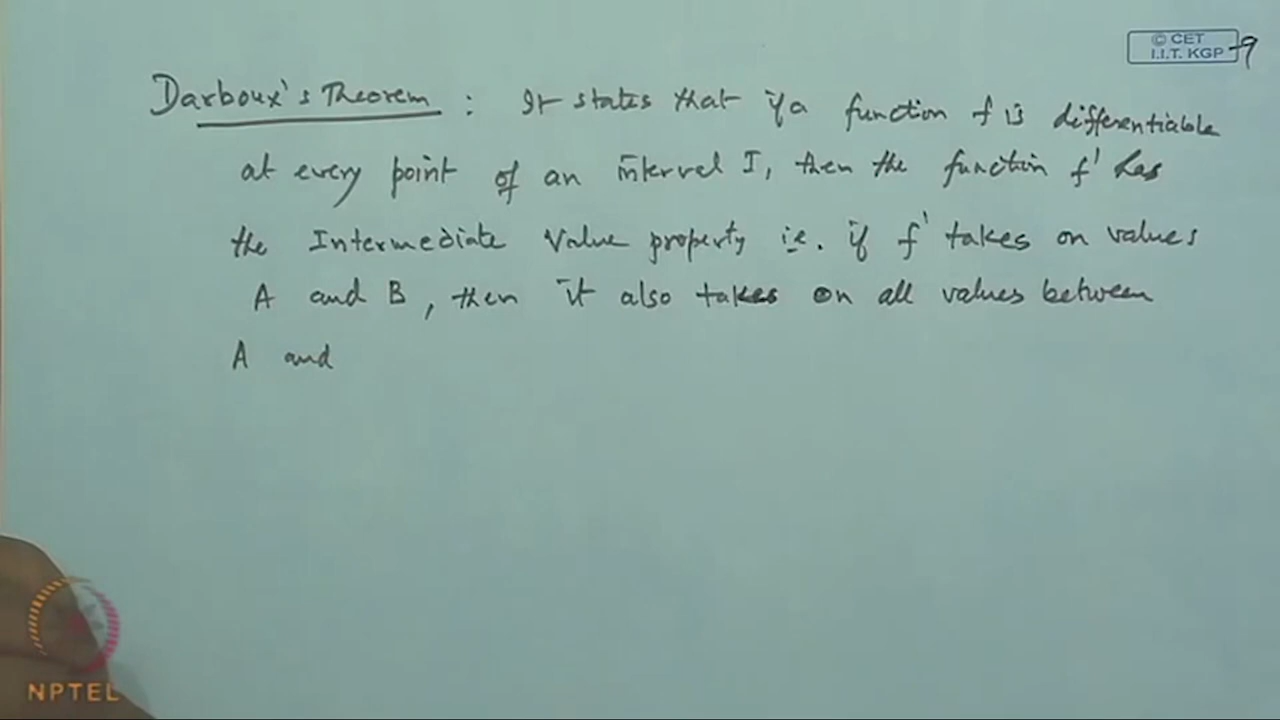 © CET
I.I.T. KGP
9
Darboux's Theorem : It states that if a function f is differentiable
at every point of an interval I, then the function f' has
the Intermediate Value property i.e. if f' takes on values
A and B, then it also takes on all values between
A and
NPTEL